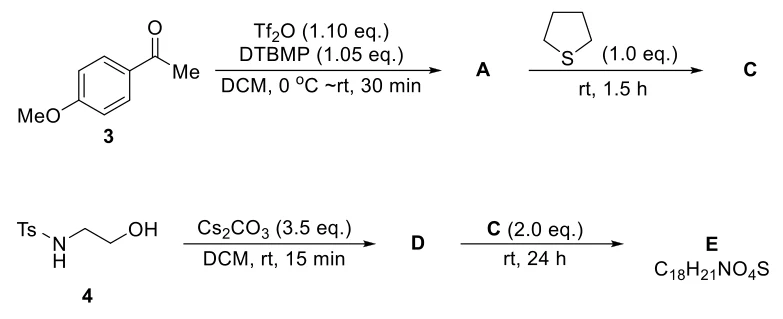 O
Me
MeO
3
Tf₂O (1.10 eq.)
DTBMP (1.05 eq.)
DCM, 0 °C ~rt, 30 min
A
S (1.0 eq.)
rt, 1.5 h
C
Ts
N
H
OH
4
Cs₂CO₃ (3.5 eq.)
DCM, rt, 15 min
D
C (2.0 eq.)
rt, 24 h
E
C₁₈H₂₁NO₄S